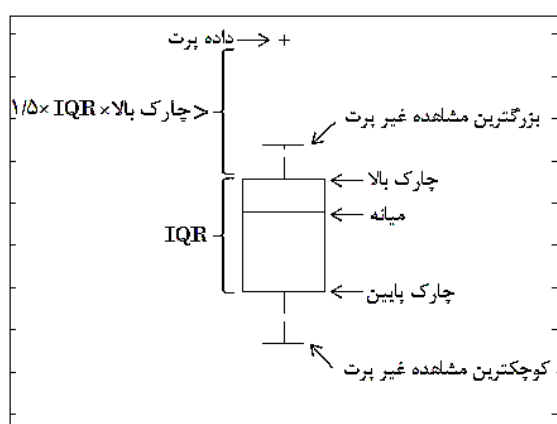 داده پرت
۱/۵× IQR × چارک بالا >
بزرگترین مشاهده غیر پرت
چارک بالا
میانه
IQR
چارک پایین
کوچکترین مشاهده غیر پرت